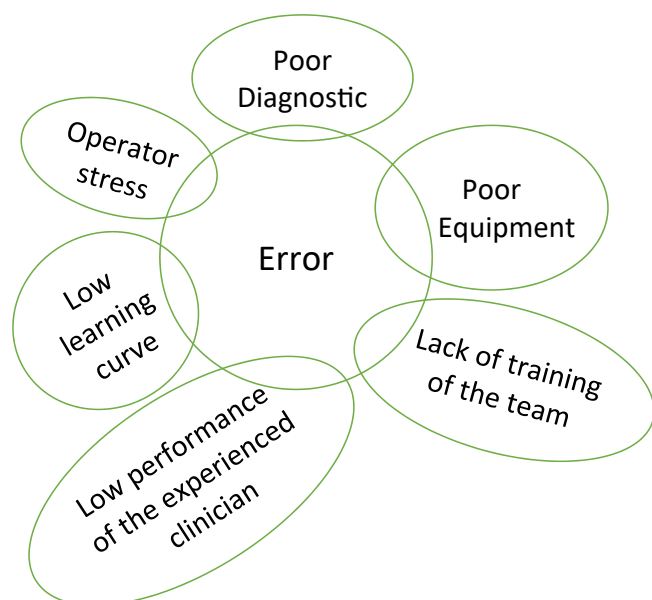 Poor
Diagnostic
Operator
stress
Poor
Equipment
Error
Low
learning
curve
Lack of training
of the team
Low performance
of the experienced
clinician